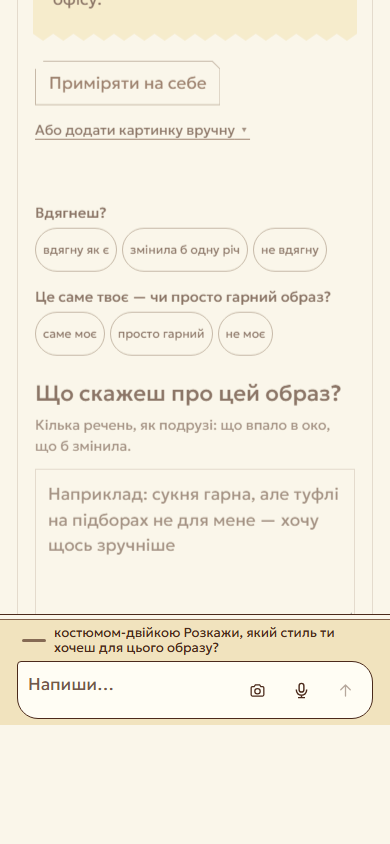 офісу.
Приміряти на себе
Або додати картинку вручну ▾
Вдягнеш?
вдягну як є
змінила б одну річ
не вдягну
Це саме твоє — чи просто гарний образ?
саме моє
просто гарний
не моє
Що скажеш про цей образ?
Кілька речень, як подрузі: що впало в око,
що б змінила.
Наприклад: сукня гарна, але туфлі
на підборах не для мене — хочу
щось зручніше
костюмом-двійкою Розкажи, який стиль ти
хочеш для цього образу?
Напиши...